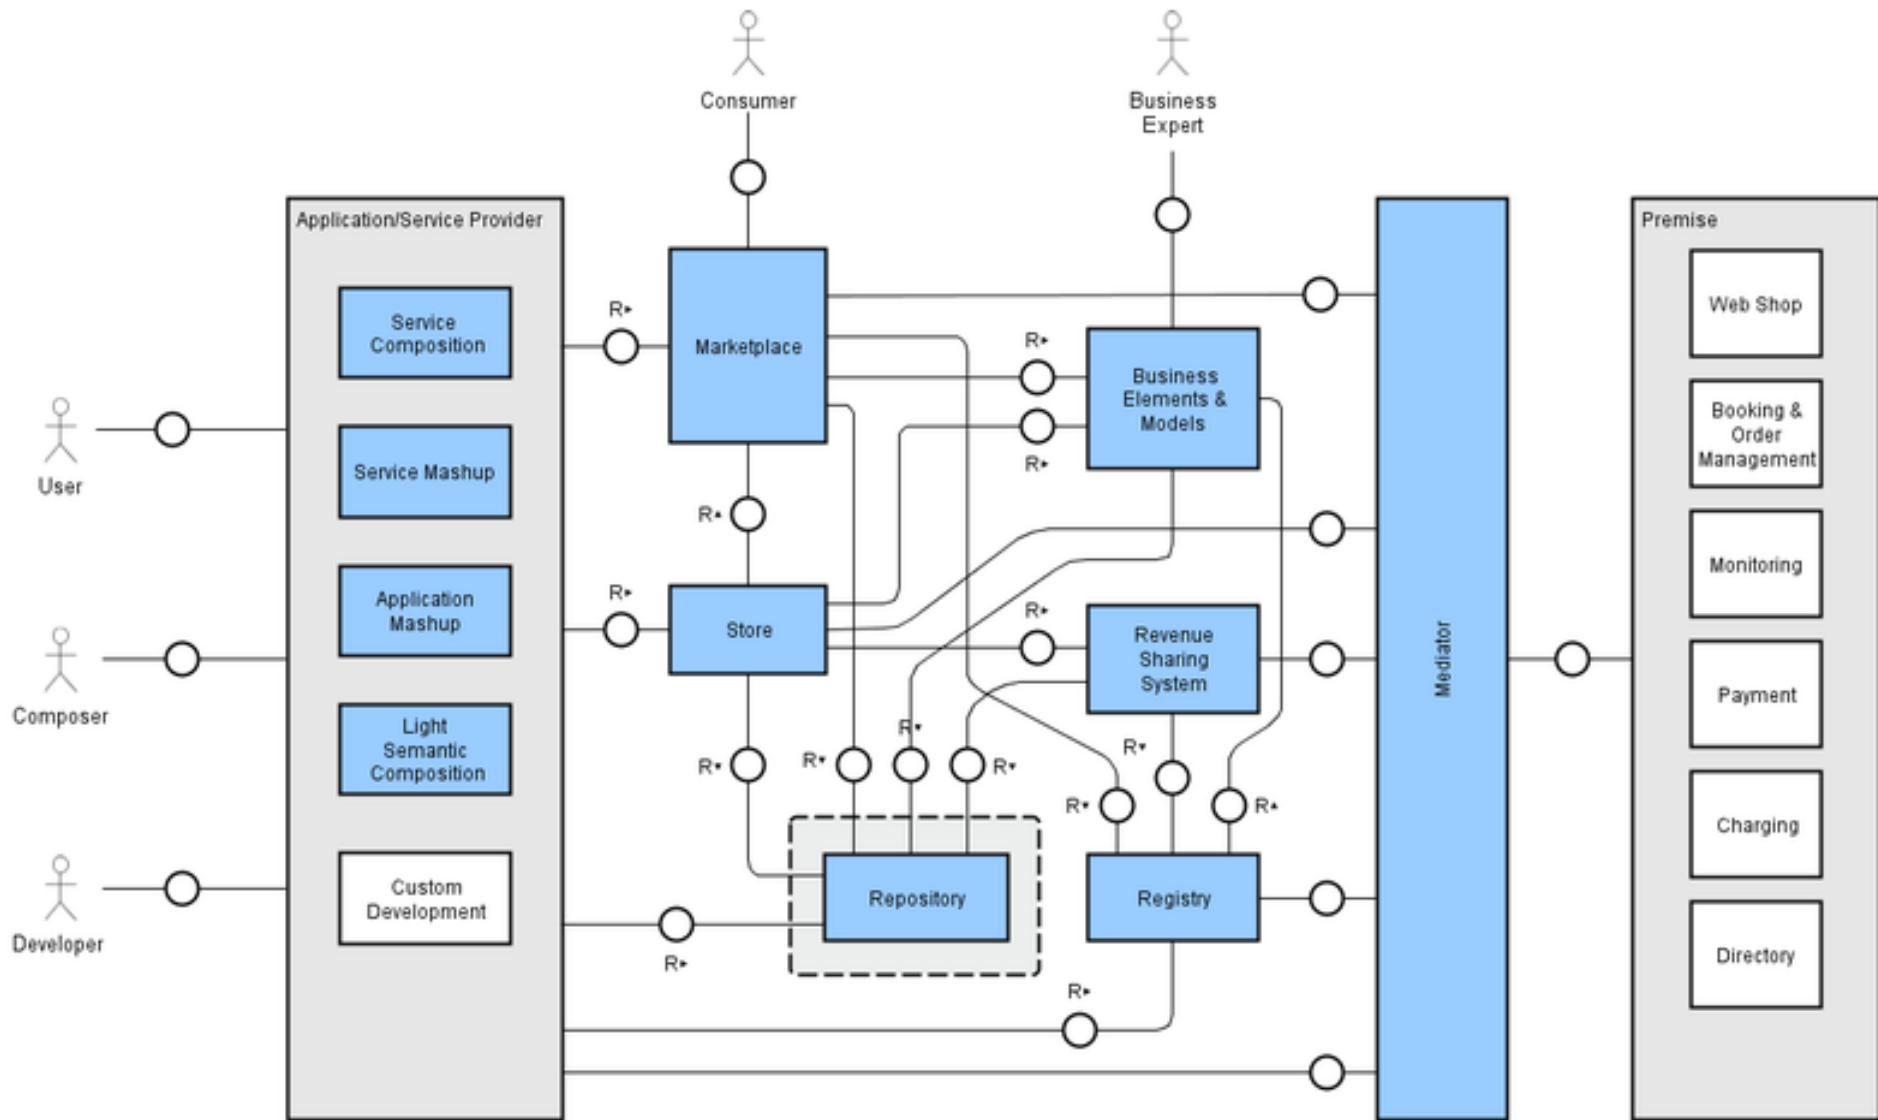 Consumer
Business
Expert
Application/Service Provider
Premise
Service
Composition
R▸
Marketplace
R▸
Business
Elements &
Models
R▸
Web Shop
Booking &
Order
Management
User
Service Mashup
R▴
Monitoring
Application
Mashup
R▸
Store
R▸
Revenue
Sharing
System
Mediator
Composer
Light
Semantic
Composition
R▾
R▾
R▾
R▾
R▾
R▾
R▴
Payment
Charging
Developer
Custom
Development
R▸
Repository
Registry
R▸
Directory